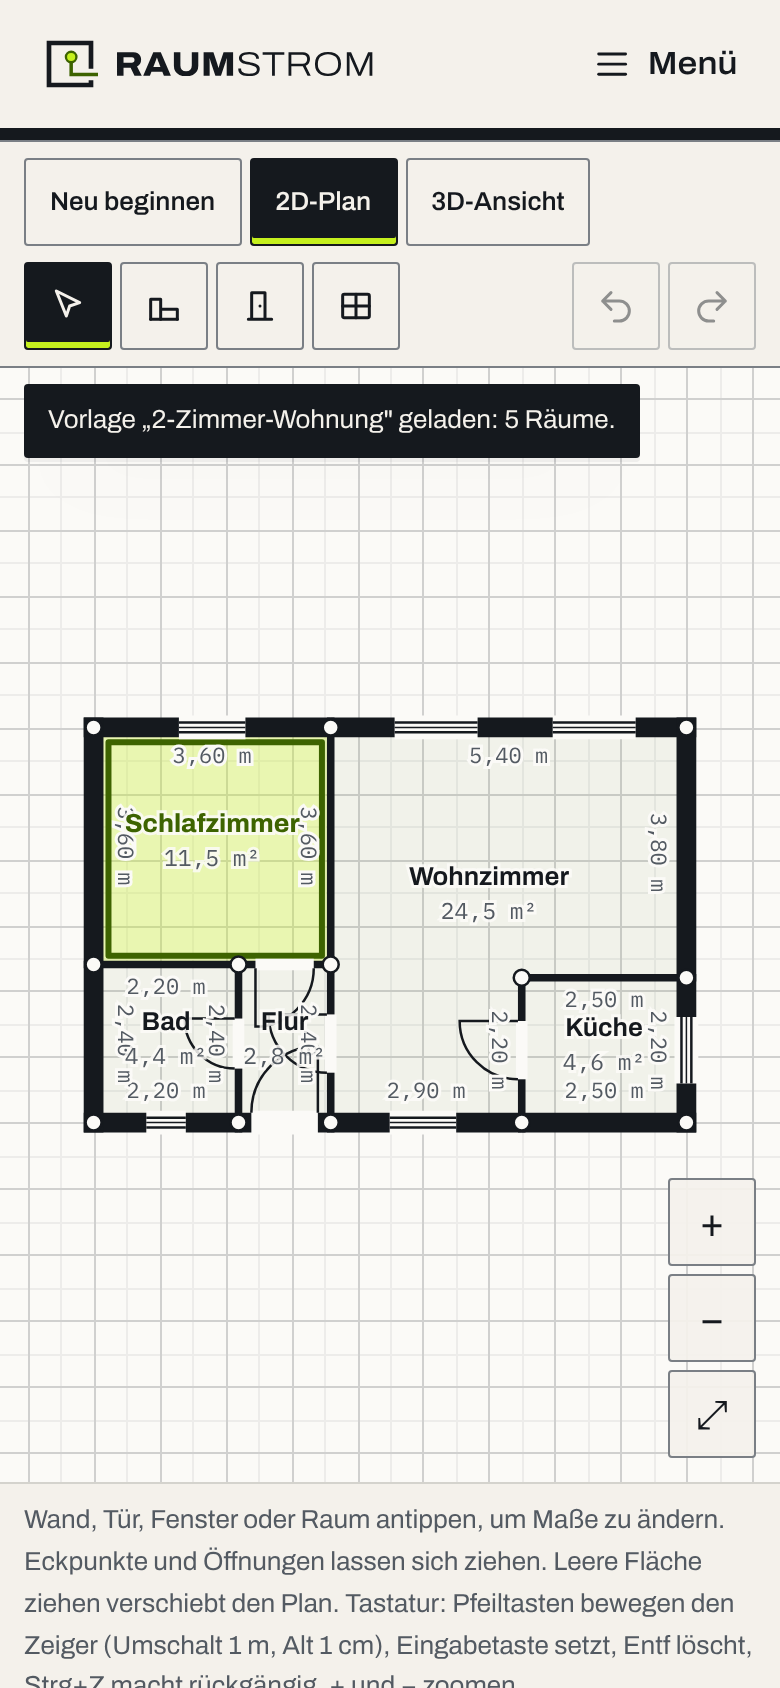 RAUMSTROM
Menü
Neu beginnen
2D-Plan
3D-Ansicht
Vorlage „2-Zimmer-Wohnung" geladen: 5 Räume.
3,60 m
5,40 m
3,60 m
Schlafzimmer
3,60 m
11,5 m²
3,80 m
Wohnzimmer
24,5 m²
2,20 m
2,40 m
Bad
2,40 m
4,4 m²
2,20 m
Flur
2,40 m
2,8 m²
2,90 m
2,20 m
2,50 m
Küche
4,6 m²
2,20 m
2,50 m
+
−
Wand, Tür, Fenster oder Raum antippen, um Maße zu ändern.
Eckpunkte und Öffnungen lassen sich ziehen. Leere Fläche
ziehen verschiebt den Plan. Tastatur: Pfeiltasten bewegen den
Zeiger (Umschalt 1 m, Alt 1 cm), Eingabetaste setzt, Entf löscht,
Strg+Z macht rückgängig, + und − zoomen